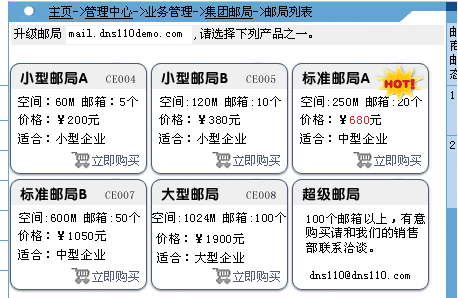 主页->管理中心->业务管理->集团邮局->邮局列表
升级邮局 mail.dns110demo.com ,请选择下列产品之一。
小型邮局A CE004
空间：60M 邮箱：5个
价格：￥200元
适合：小型企业
立即购买
小型邮局B CE005
空间:120M 邮箱:10个
价格：￥380元
适合：小型企业
立即购买
标准邮局A HOT!
空间:250M 邮箱:20个
价格：￥680元
适合：中型企业
立即购买
标准邮局B CE007
空间:600M 邮箱:50个
价格：￥1050元
适合：中型企业
立即购买
大型邮局 CE008
空间:1024M 邮箱:100个
价格：￥1900元
适合：大型企业
立即购买
超级邮局
100个邮箱以上,有意
购买请和我们的销售
部联系洽谈。
dns110@dns110.com
邮
商
邮
态
1
2